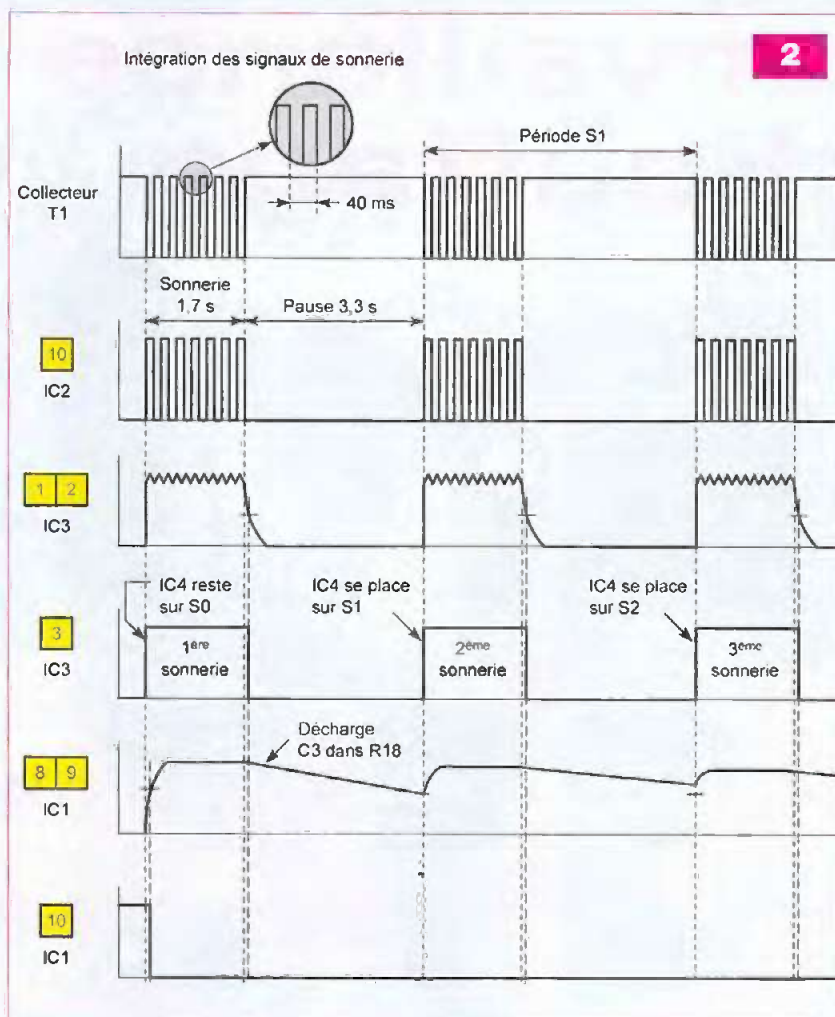 2
Intégration des signaux de sonnerie
Période S1
Collecteur
T1
40 ms
Sonnerie
1,7 s
Pause 3,3 s
10
IC2
1 2
IC3
IC4 reste
sur S0
IC4 se place
sur S1
IC4 se place
sur S2
3
IC3
1ère
sonnerie
2ème
sonnerie
3ème
sonnerie
Décharge
C3 dans R18
8 9
IC1
10
IC1